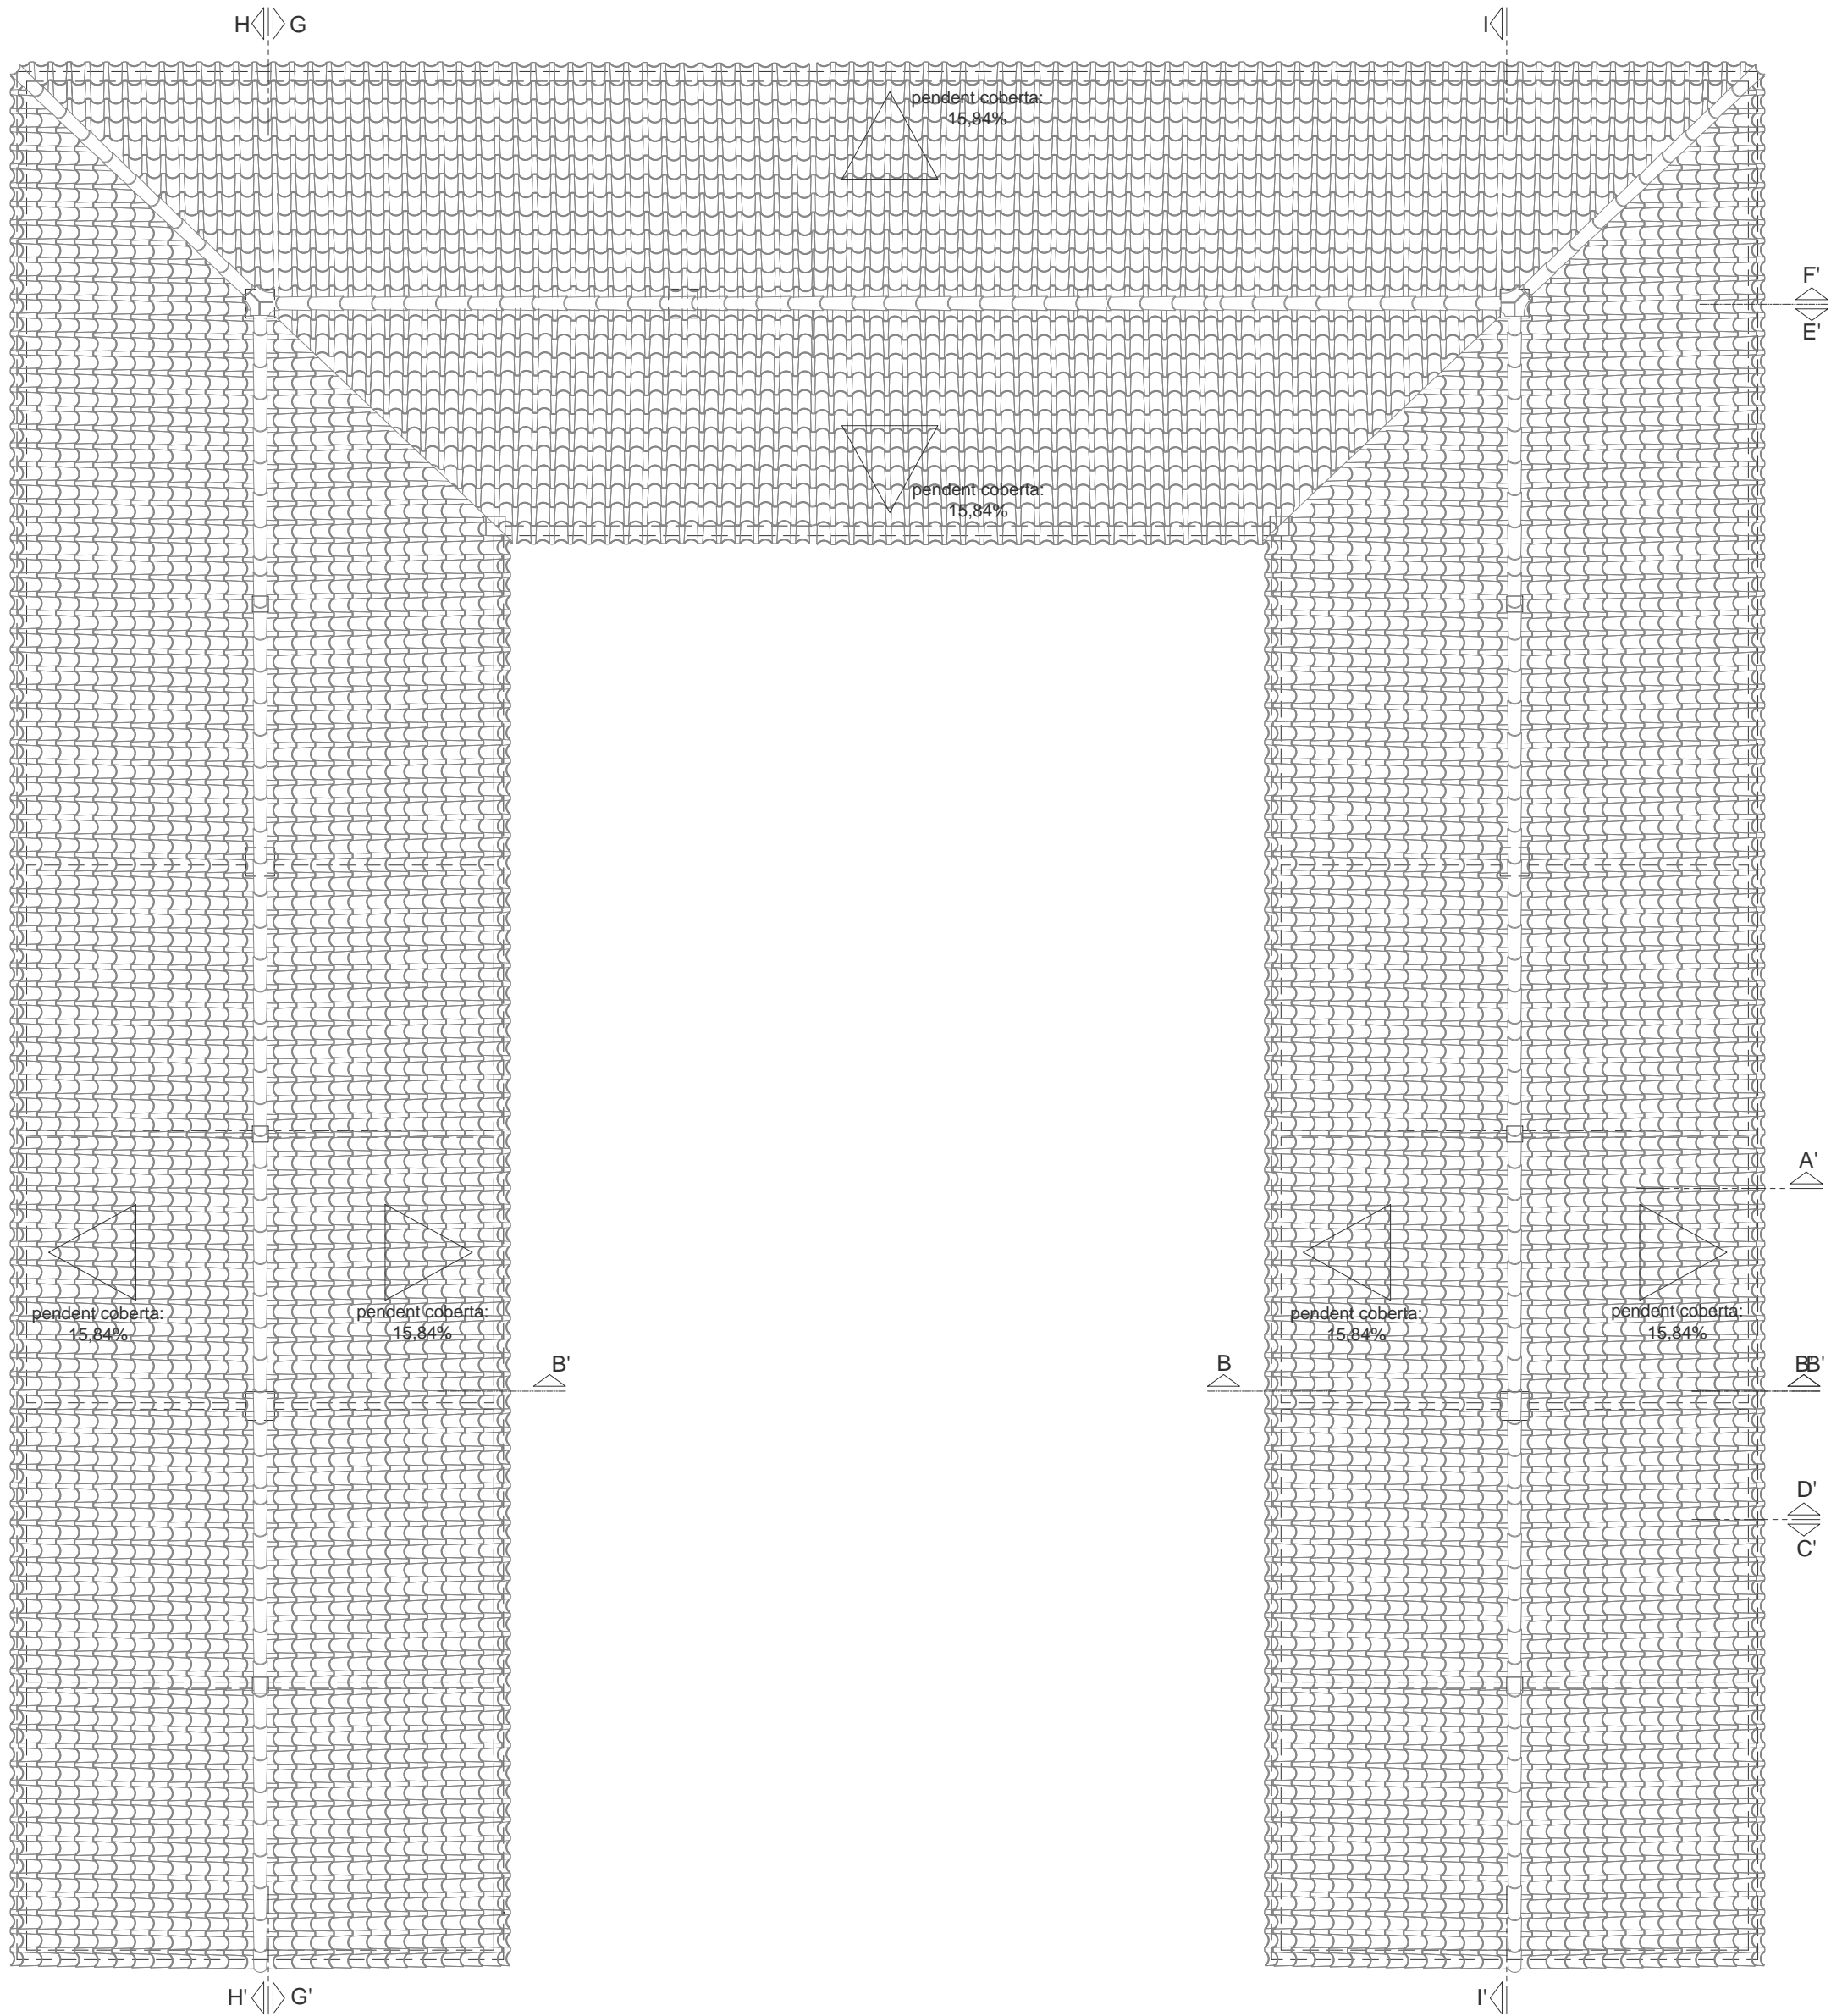 H G I
pendent coberta:
15,84%
F'
E'
pendent coberta:
15,84%
A'
pendent coberta:
15,84%
pendent coberta:
15,84%
pendent coberta:
15,84%
pendent coberta:
15,84%
B' B B'
D'
C'
H' G' I'